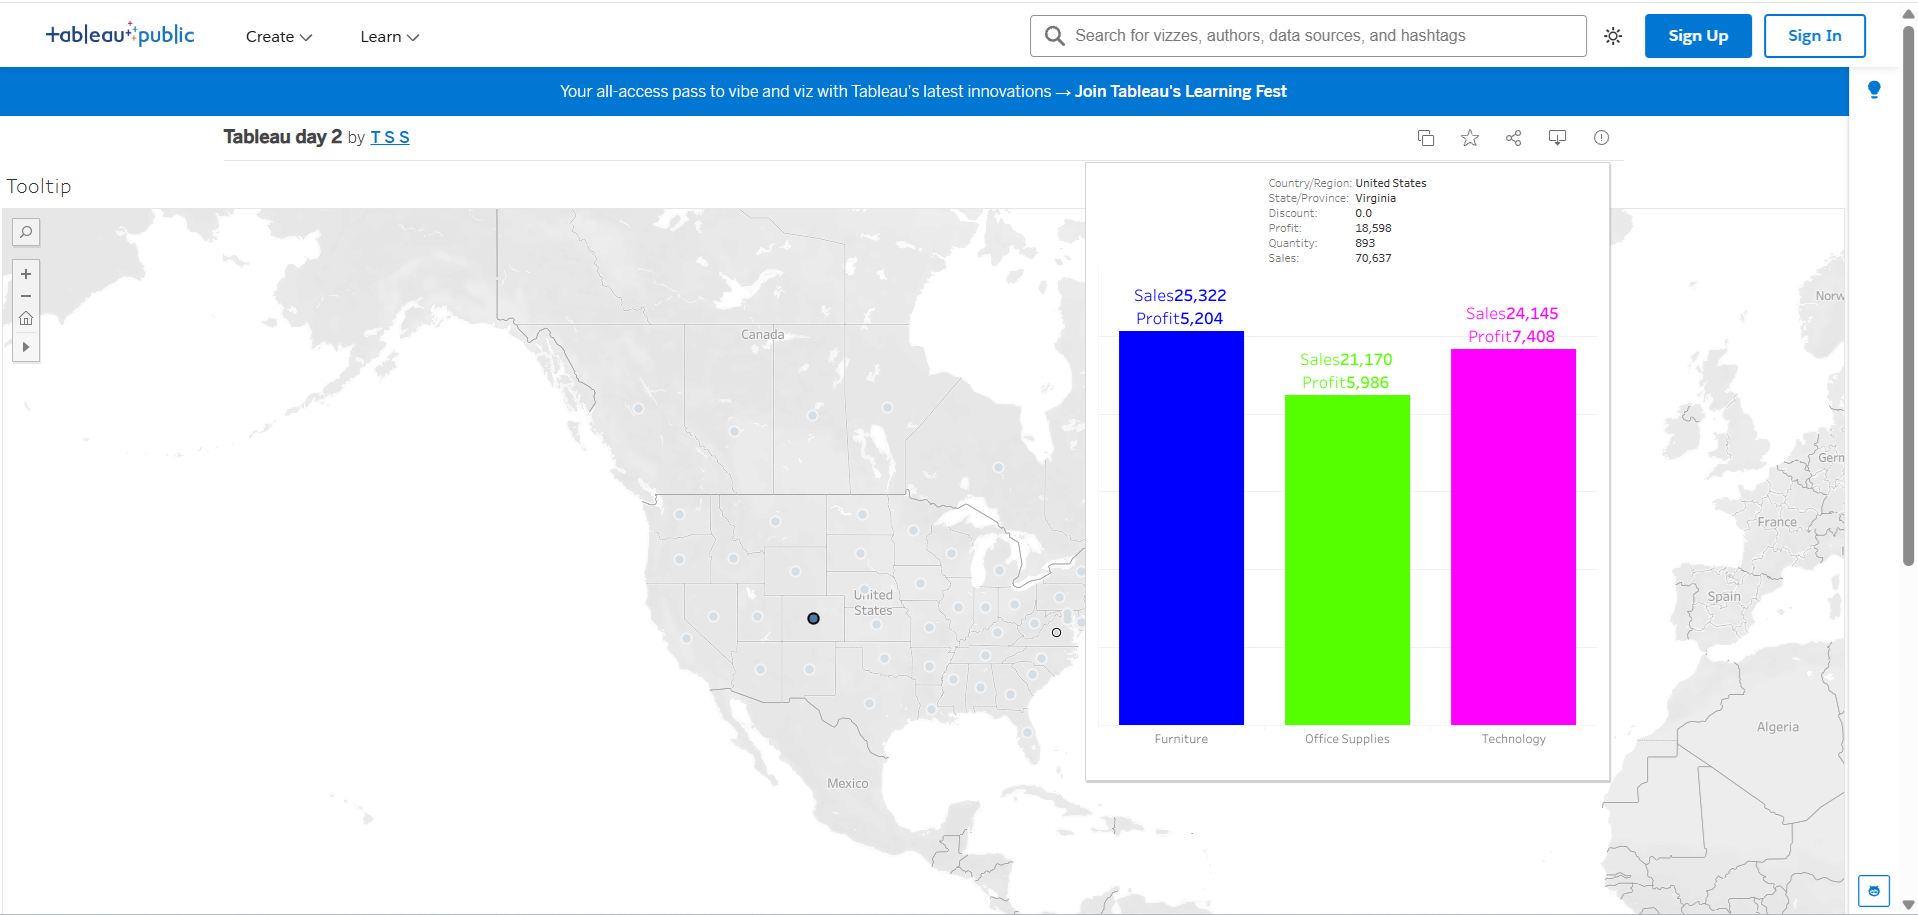 tableau public
Create
Learn
Search for vizzes, authors, data sources, and hashtags
Sign Up
Sign In
Your all-access pass to vibe and viz with Tableau's latest innovations → Join Tableau's Learning Fest
Tableau day 2 by T S S
Tooltip
Country/Region: United States
State/Province: Virginia
Discount: 0.0
Profit: 18,598
Quantity: 893
Sales: 70,637
Sales25,322
Profit5,204
Sales21,170
Profit5,986
Sales24,145
Profit7,408
Furniture
Office Supplies
Technology
Canada
United
States
Mexico
Norw
Germ
France
Spain
Algeria